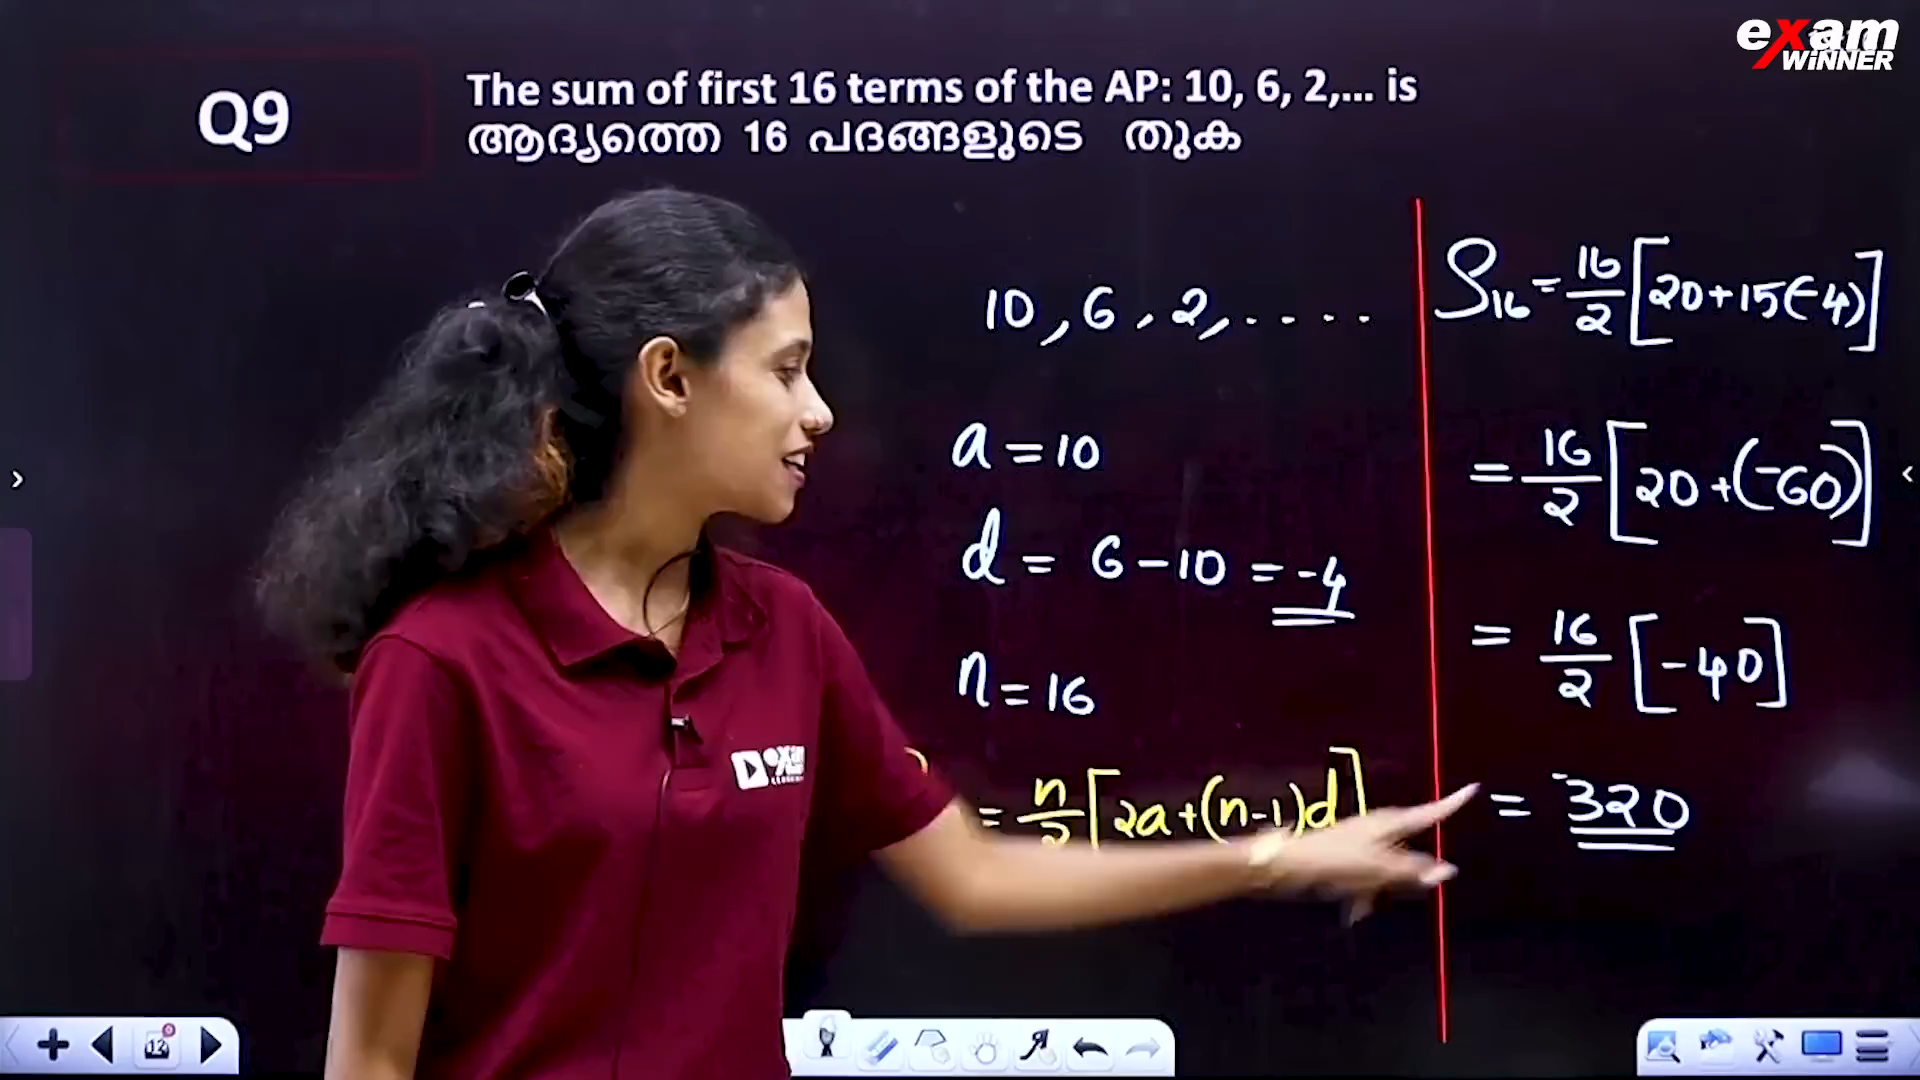 exam
WiNNER
Q9
The sum of first 16 terms of the AP: 10, 6, 2,... is
ആദ്യത്തെ 16 പദങ്ങളുടെ തുക
10, 6, 2, ....
a = 10
d = 6 - 10 = -4
n = 16
= n/2 [2a + (n-1)d]
S16 = 16/2 [20 + 15(-4)]
= 16/2 [20 + (-60)]
= 16/2 [-40]
= -320
exam
12